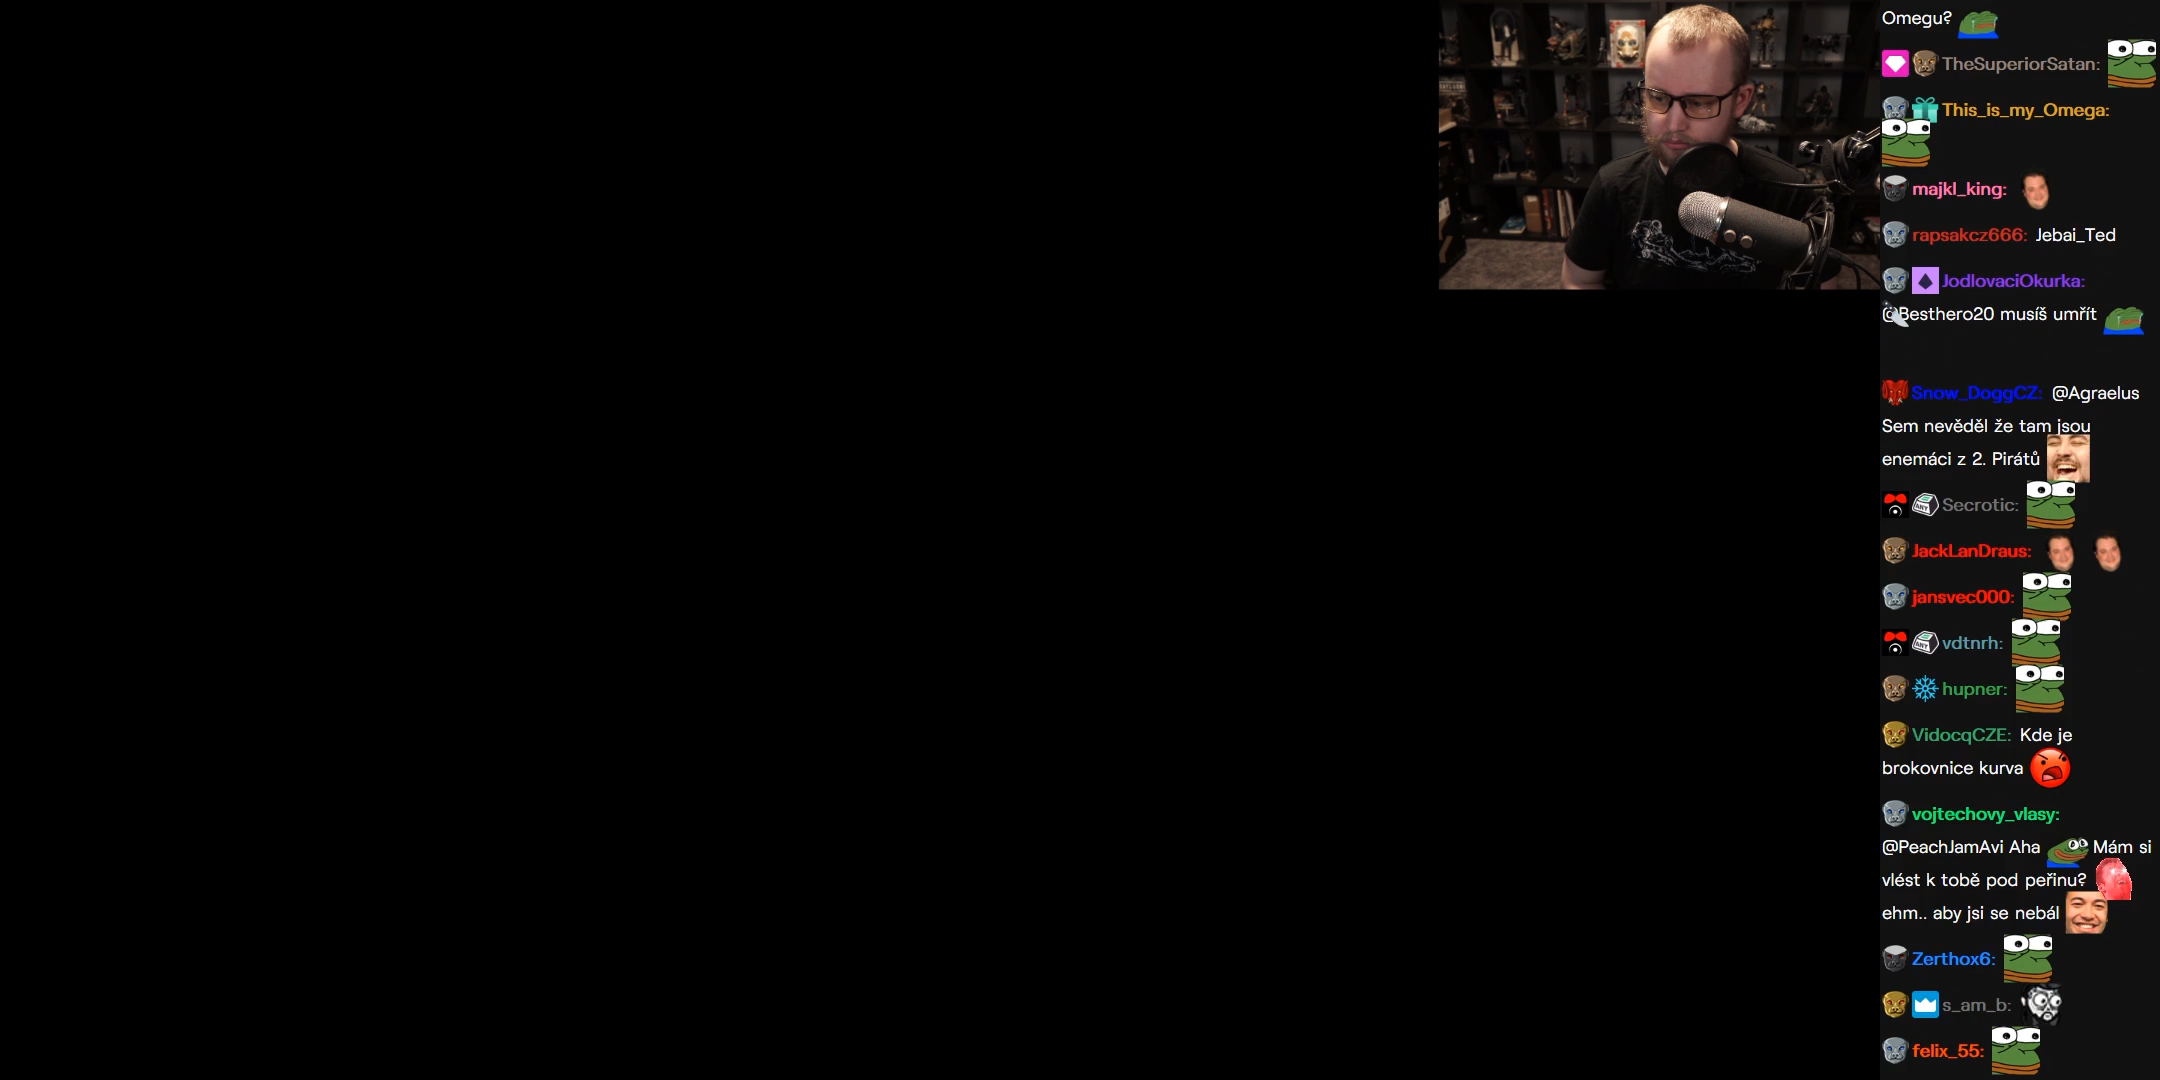 Omegu?
TheSuperiorSatan:
This_is_my_Omega:
majkl_king:
rapsakcz666: Jebai_Ted
JodlovaciOkurka:
@Besthero20 musíš umřít
Snow_DoggCZ: @Agraelus
Sem nevěděl že tam jsou
enemáci z 2. Pirátů
ANY Secrotic:
JackLanDraus:
jansvec000:
ANY vdtnrh:
hupner:
VidocqCZE: Kde je
brokovnice kurva
vojtechovy_vlasy:
@PeachJamAvi Aha Mám si
vlést k tobě pod peřinu?
ehm.. aby jsi se nebál
Zerthox6:
s_am_b:
felix_55: